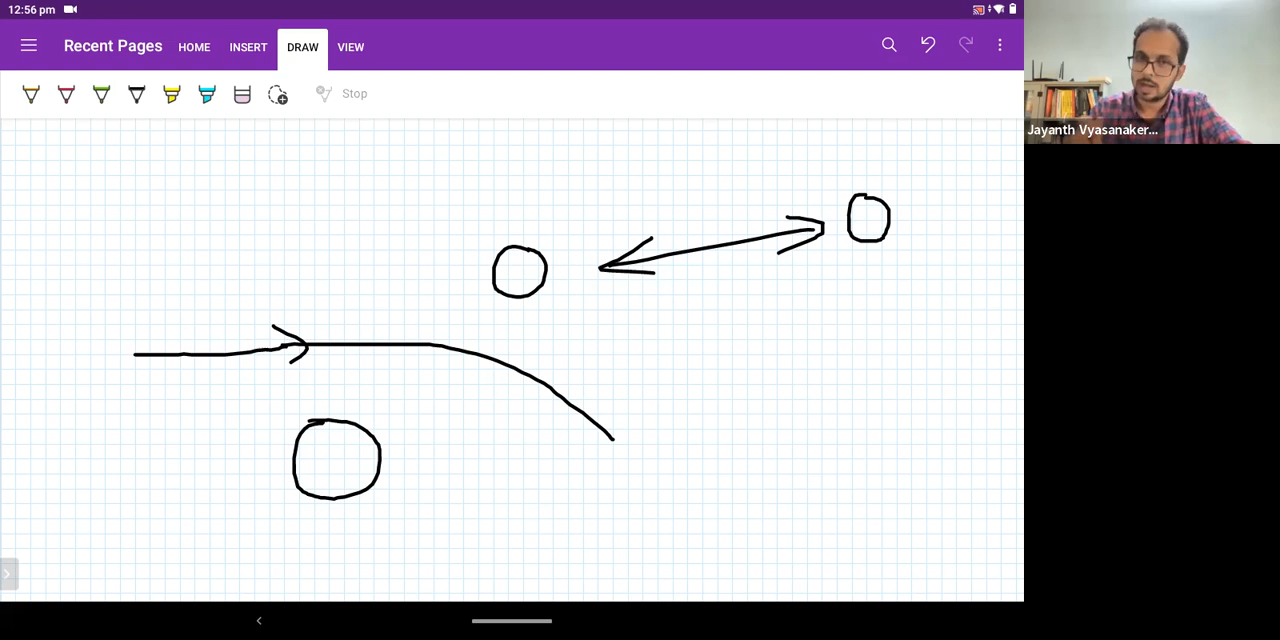 12:56 pm
Recent Pages HOME INSERT DRAW VIEW
Stop
Jayanth Vyasanaker...